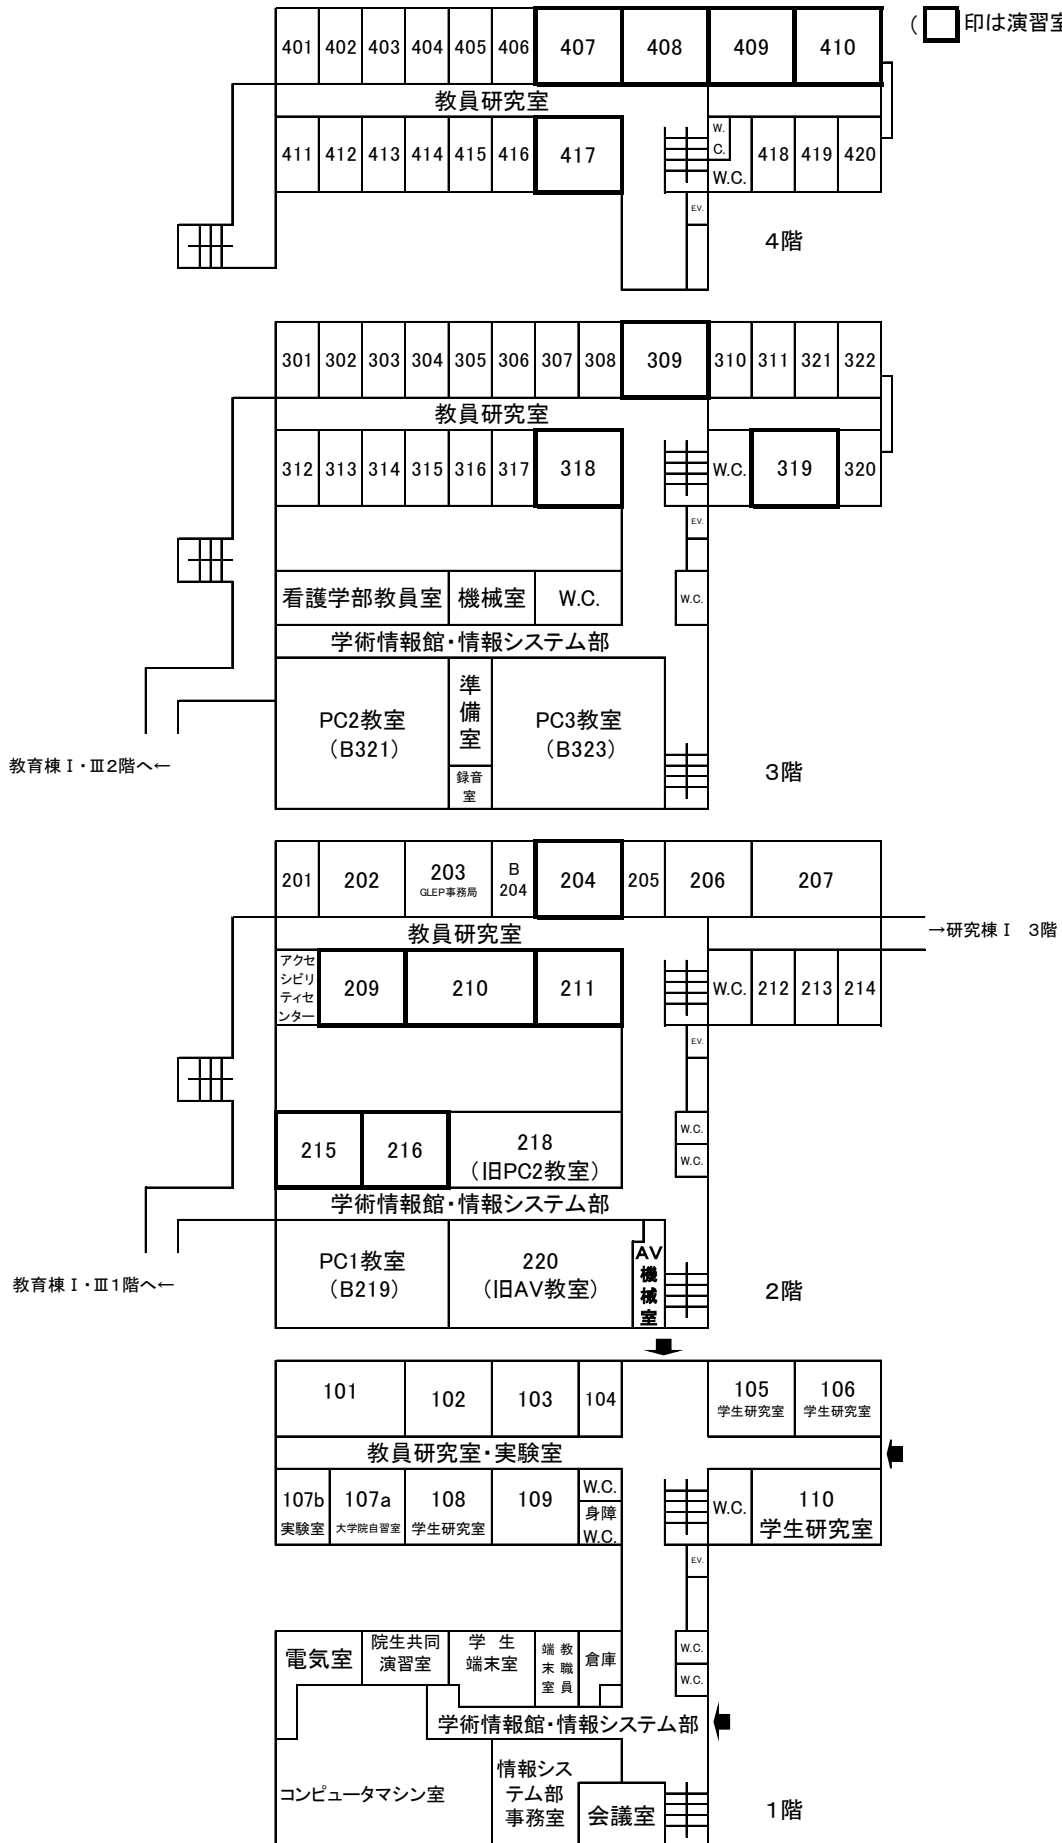 401 402 403 404 405 406 407 408 409 410
(□印は演習室
教員研究室
411 412 413 414 415 416 417
W.
C.
W.C.
418 419 420
E.V.
4階
301 302 303 304 305 306 307 308 309 310 311 321 322
教員研究室
312 313 314 315 316 317 318
W.C.
319 320
E.V.
看護学部教員室
機械室
W.C.
W.C.
学術情報館・情報システム部
PC2教室
(B321)
準
備
室
録音
室
PC3教室
(B323)
教育棟Ⅰ・Ⅲ2階へ←
3階
201 202
203
GLEP事務局
B
204
204 205 206 207
教員研究室
→研究棟Ⅰ 3階
アクセ
シビリ
ティセ
ンター
209 210 211
W.C.
212 213 214
E.V.
215 216
218
(旧PC2教室)
W.C.
W.C.
学術情報館・情報システム部
PC1教室
(B219)
220
(旧AV教室)
AV
機
械
室
教育棟Ⅰ・Ⅲ1階へ←
2階
101 102 103 104
105
学生研究室
106
学生研究室
教員研究室・実験室
107b
実験室
107a
大学院自習室
108
学生研究室
109
W.C.
身障
W.C.
W.C.
110
学生研究室
E.V.
電気室
院生共同
演習室
学 生
端末室
教職員
端末室
倉庫
W.C.
W.C.
学術情報館・情報システム部
コンピュータマシン室
情報シス
テム部
事務室
会議室
1階